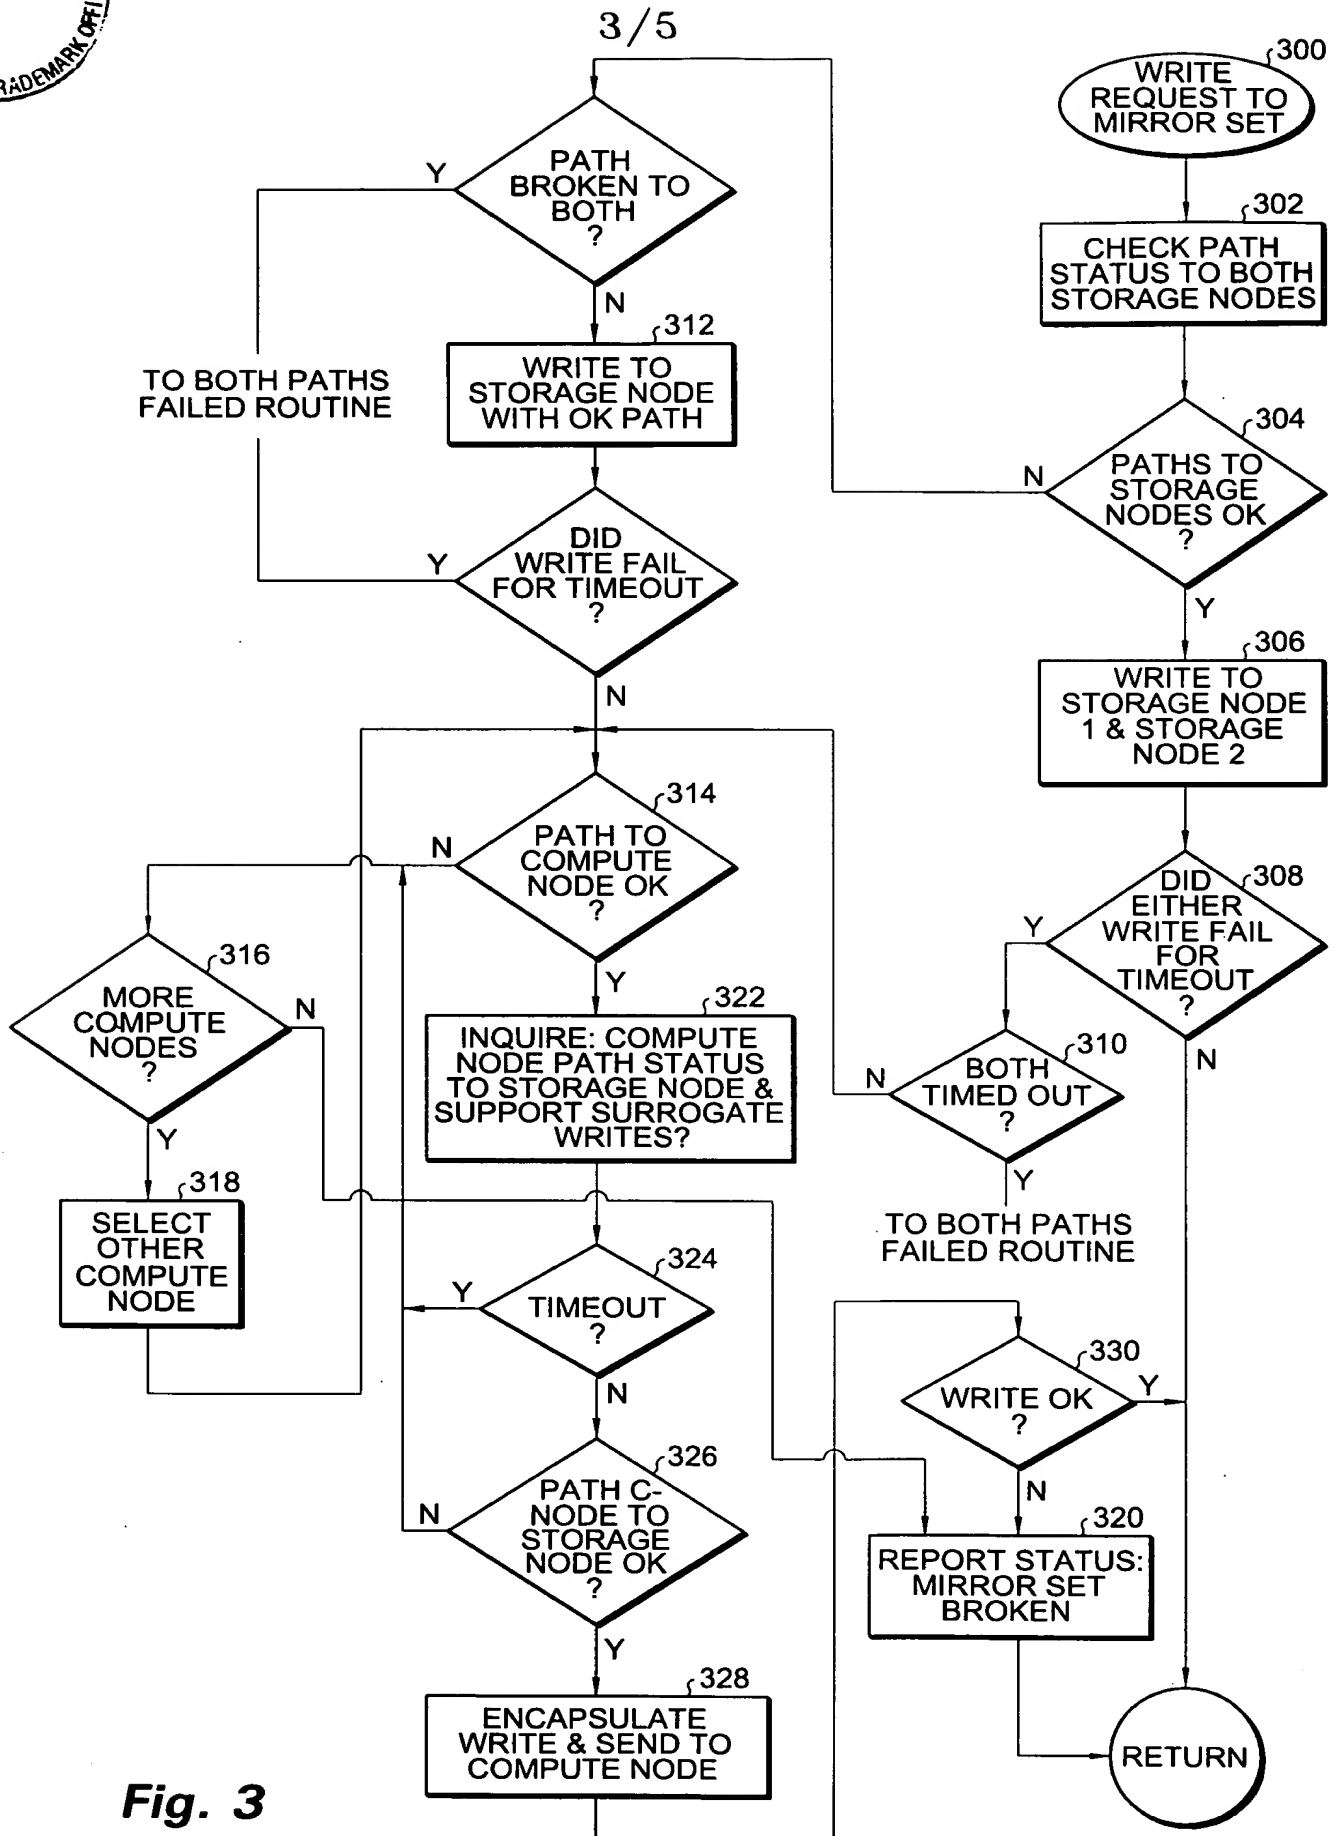 RADEMARK OFFI
3/5
300
WRITE
REQUEST TO
MIRROR SET
302
CHECK PATH
STATUS TO BOTH
STORAGE NODES
304
PATHS TO
STORAGE
NODES OK
?
N
Y
306
WRITE TO
STORAGE NODE
1 & STORAGE
NODE 2
308
DID
EITHER
WRITE FAIL
FOR
TIMEOUT
?
Y
N
310
BOTH
TIMED OUT
?
N
Y
TO BOTH PATHS
FAILED ROUTINE
PATH
BROKEN TO
BOTH
?
Y
N
TO BOTH PATHS
FAILED ROUTINE
312
WRITE TO
STORAGE NODE
WITH OK PATH
DID
WRITE FAIL
FOR TIMEOUT
?
Y
N
314
PATH TO
COMPUTE
NODE OK
?
N
Y
316
MORE
COMPUTE
NODES
?
N
Y
318
SELECT
OTHER
COMPUTE
NODE
322
INQUIRE: COMPUTE
NODE PATH STATUS
TO STORAGE NODE &
SUPPORT SURROGATE
WRITES?
324
TIMEOUT
?
Y
N
326
PATH C-
NODE TO
STORAGE
NODE OK
?
N
Y
328
ENCAPSULATE
WRITE & SEND TO
COMPUTE NODE
330
WRITE OK
?
Y
N
320
REPORT STATUS:
MIRROR SET
BROKEN
RETURN
Fig. 3